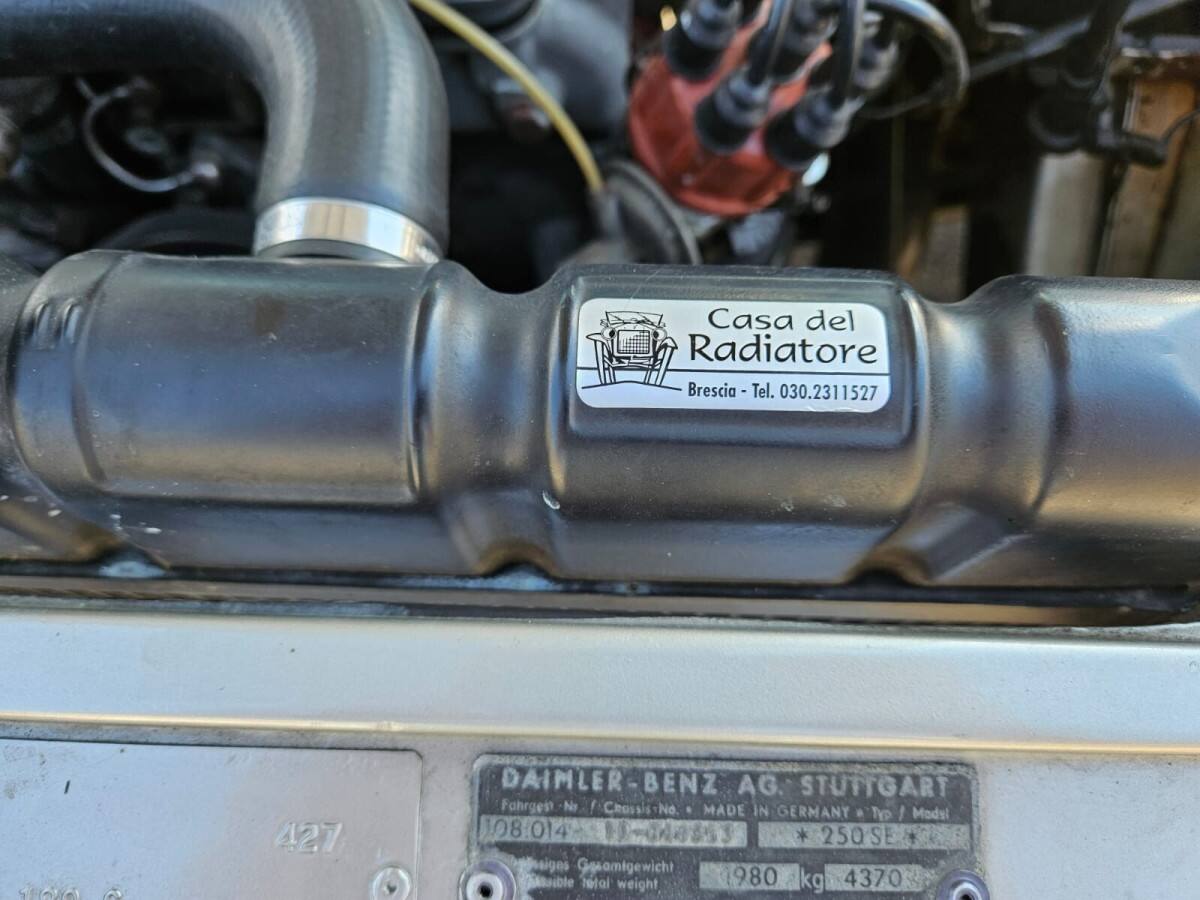 Casa del
Radiatore
Brescia - Tel. 030.2311527
DAIMLER-BENZ AG. STUTTGART
Fahrgest Nr. / Chassis-No. • MADE IN GERMANY • Typ / Model
108.014 * 250 SE *
Gesamtgewicht
total weight 1980 kg 4370
427